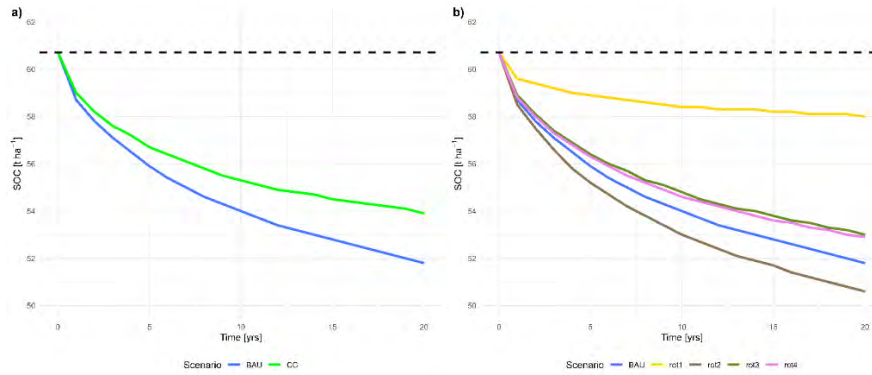 a)
62
60
58
56
54
52
50
SOC [t ha⁻¹]
0 5 10 15 20
Time [yrs]
Scenario BAU CC
b)
62
60
58
56
54
52
50
SOC [t ha⁻¹]
0 5 10 15 20
Time [yrs]
Scenario BAU rot1 rot2 rot3 rot4